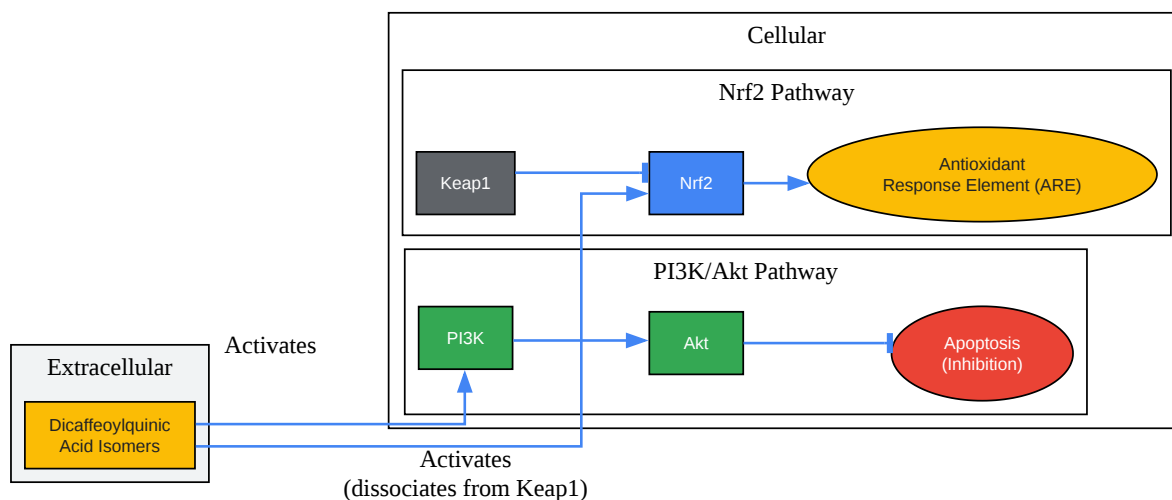 Cellular
Nrf2 Pathway
Keap1
Nrf2
Antioxidant
Response Element (ARE)
PI3K/Akt Pathway
PI3K
Akt
Apoptosis
(Inhibition)
Activates
Extracellular
Dicaffeoylquinic
Acid Isomers
Activates
(dissociates from Keap1)